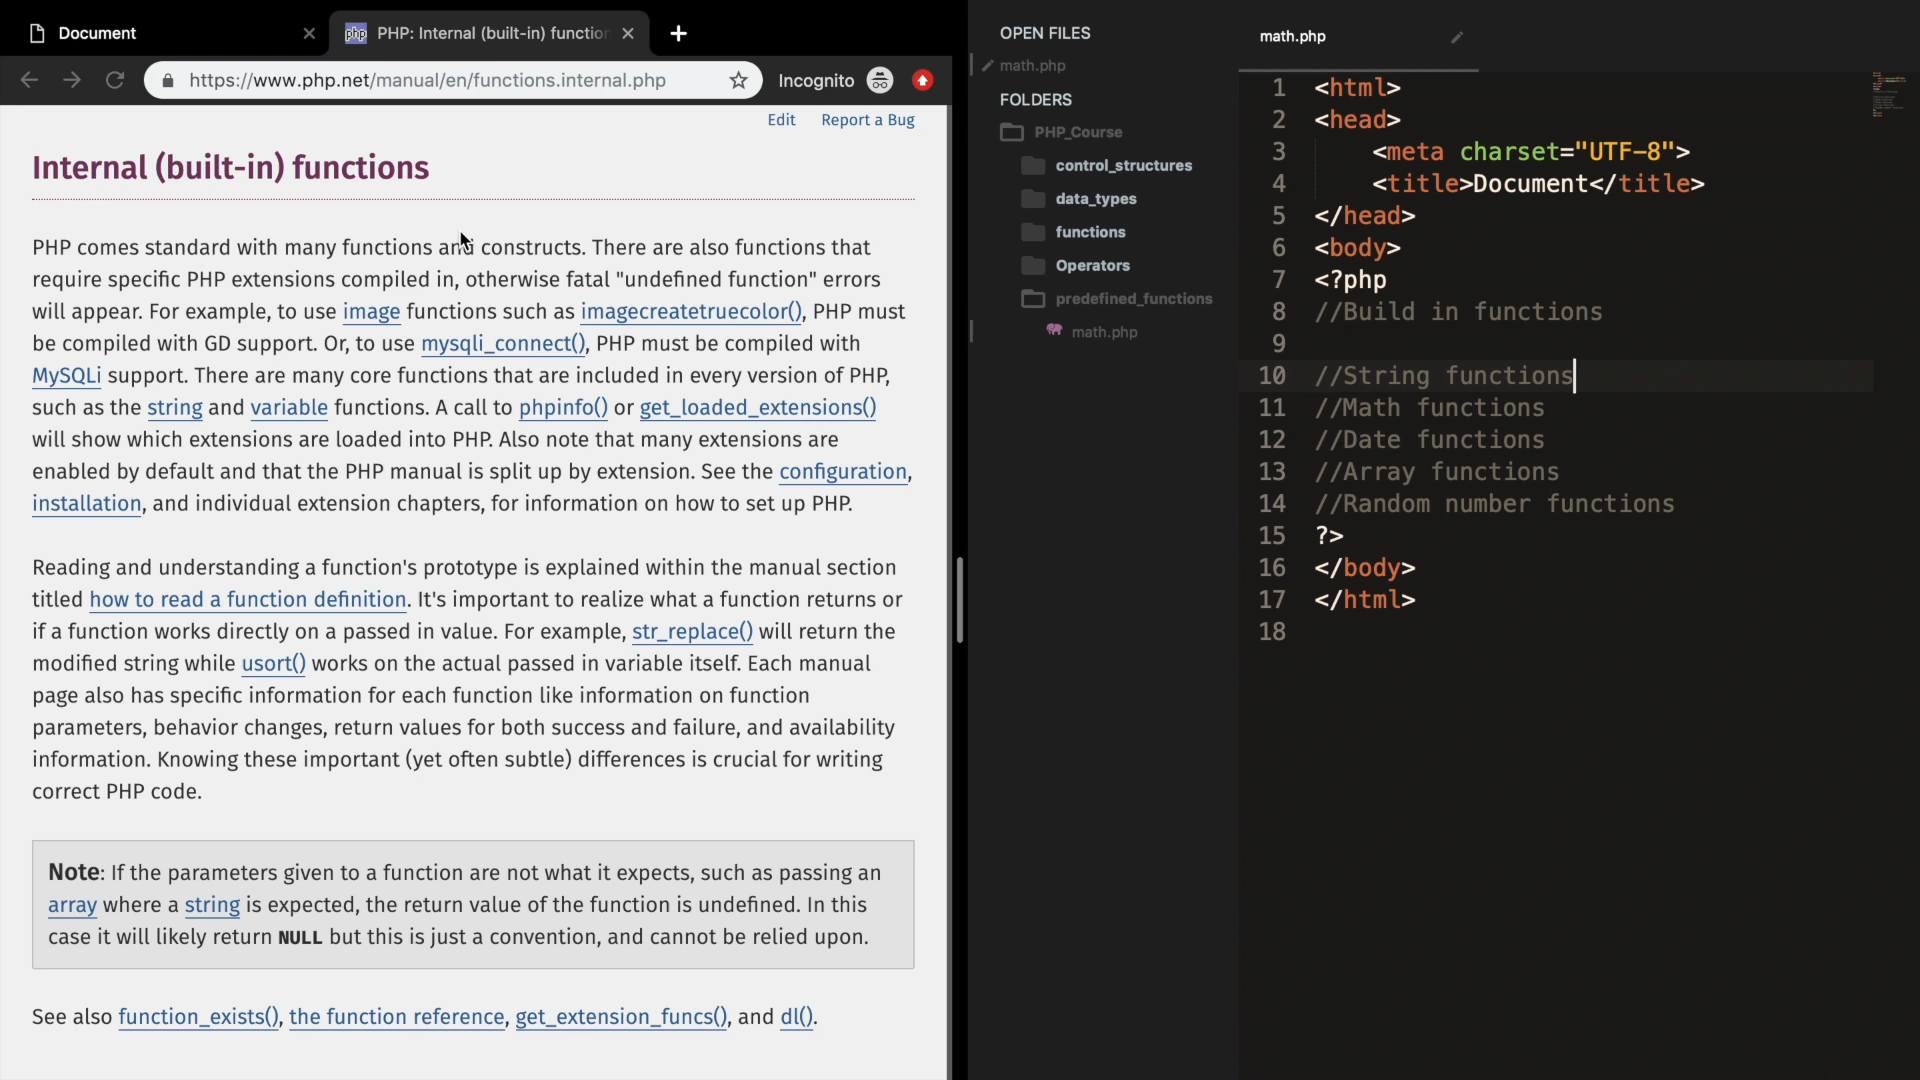 Document
PHP: Internal (built-in) functio
https://www.php.net/manual/en/functions.internal.php
Incognito
Edit Report a Bug
Internal (built-in) functions
PHP comes standard with many functions and constructs. There are also functions that
require specific PHP extensions compiled in, otherwise fatal "undefined function" errors
will appear. For example, to use image functions such as imagecreatetruecolor(), PHP must
be compiled with GD support. Or, to use mysqli_connect(), PHP must be compiled with
MySQLi support. There are many core functions that are included in every version of PHP,
such as the string and variable functions. A call to phpinfo() or get_loaded_extensions()
will show which extensions are loaded into PHP. Also note that many extensions are
enabled by default and that the PHP manual is split up by extension. See the configuration,
installation, and individual extension chapters, for information on how to set up PHP.
Reading and understanding a function's prototype is explained within the manual section
titled how to read a function definition. It's important to realize what a function returns or
if a function works directly on a passed in value. For example, str_replace() will return the
modified string while usort() works on the actual passed in variable itself. Each manual
page also has specific information for each function like information on function
parameters, behavior changes, return values for both success and failure, and availability
information. Knowing these important (yet often subtle) differences is crucial for writing
correct PHP code.
Note: If the parameters given to a function are not what it expects, such as passing an
array where a string is expected, the return value of the function is undefined. In this
case it will likely return NULL but this is just a convention, and cannot be relied upon.
See also function_exists(), the function reference, get_extension_funcs(), and dl().
OPEN FILES
math.php
FOLDERS
PHP_Course
control_structures
data_types
functions
Operators
predefined_functions
math.php
math.php
1 <html>
2 <head>
3 <meta charset="UTF-8">
4 <title>Document</title>
5 </head>
6 <body>
7 <?php
8 //Build in functions
9
10 //String functions
11 //Math functions
12 //Date functions
13 //Array functions
14 //Random number functions
15 ?>
16 </body>
17 </html>
18